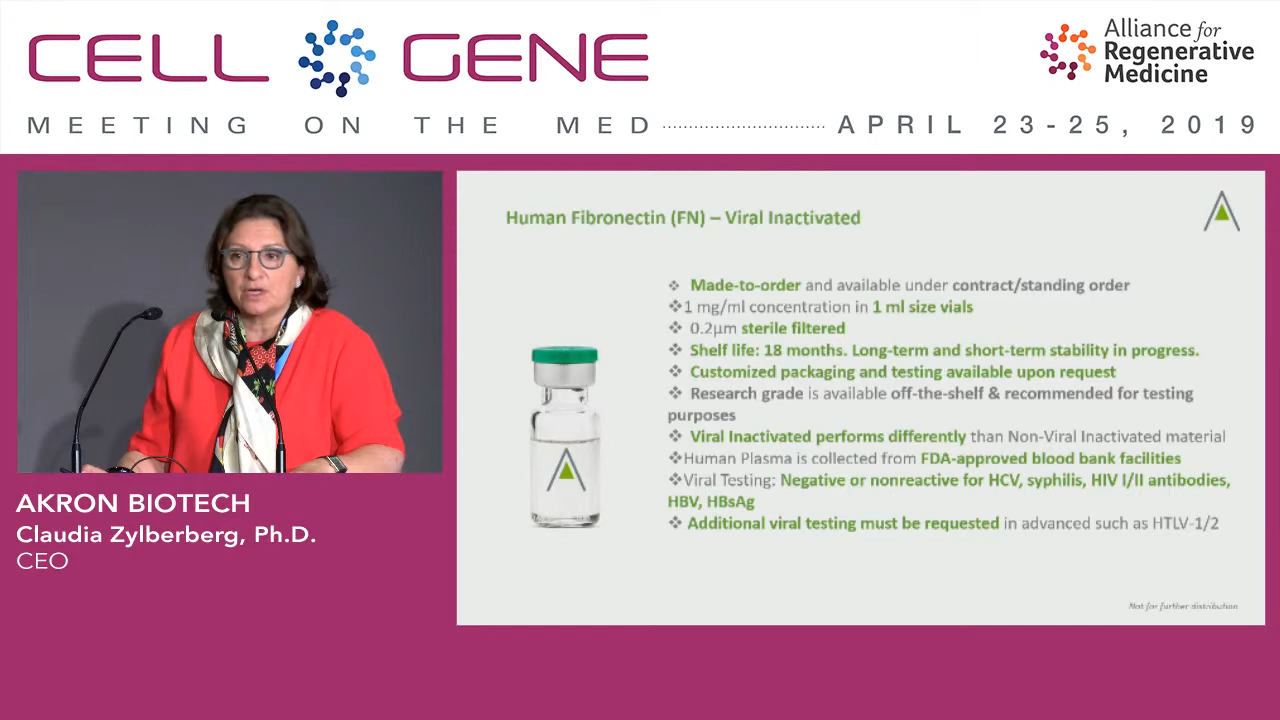 CELL GENE
Alliance for
Regenerative
Medicine
MEETING ON THE MED
APRIL 23-25, 2019
Human Fibronectin (FN) – Viral Inactivated
❖ Made-to-order and available under contract/standing order
❖1 mg/ml concentration in 1 ml size vials
❖ 0.2µm sterile filtered
❖ Shelf life: 18 months. Long-term and short-term stability in progress.
❖ Customized packaging and testing available upon request
❖ Research grade is available off-the-shelf & recommended for testing
purposes
❖ Viral Inactivated performs differently than Non-Viral Inactivated material
❖Human Plasma is collected from FDA-approved blood bank facilities
❖Viral Testing: Negative or nonreactive for HCV, syphilis, HIV I/II antibodies,
HBV, HBsAg
❖ Additional viral testing must be requested in advanced such as HTLV-1/2
Not for further distribution
AKRON BIOTECH
Claudia Zylberberg, Ph.D.
CEO